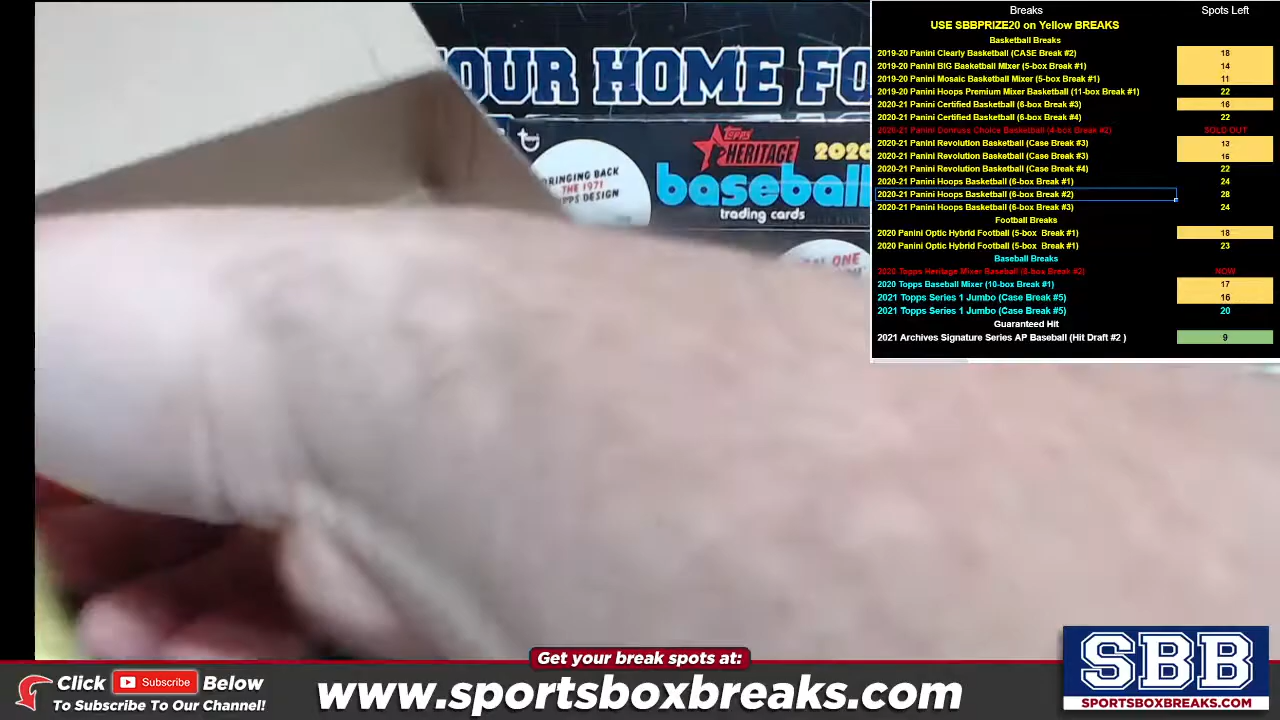 Breaks Spots Left
USE SBBPRIZE20 on Yellow BREAKS
Basketball Breaks
2019-20 Panini Clearly Basketball (CASE Break #2) 18
2019-20 Panini BIG Basketball Mixer (5-box Break #1) 14
2019-20 Panini Mosaic Basketball Mixer (5-box Break #1) 11
2019-20 Panini Hoops Premium Mixer Basketball (11-box Break #1) 22
2020-21 Panini Certified Basketball (6-box Break #3) 16
2020-21 Panini Certified Basketball (6-box Break #4) 22
2020-21 Panini Donruss Choice Basketball (4-box Break #2) SOLD OUT
2020-21 Panini Revolution Basketball (Case Break #3) 13
2020-21 Panini Revolution Basketball (Case Break #3) 16
2020-21 Panini Revolution Basketball (Case Break #4) 22
2020-21 Panini Hoops Basketball (6-box Break #1) 24
2020-21 Panini Hoops Basketball (6-box Break #2) 28
2020-21 Panini Hoops Basketball (6-box Break #3) 24
Football Breaks
2020 Panini Optic Hybrid Football (5-box Break #1) 18
2020 Panini Optic Hybrid Football (5-box Break #1) 23
Baseball Breaks
2020 Topps Heritage Mixer Baseball (8-box Break #2) NOW
2020 Topps Baseball Mixer (10-box Break #1) 17
2021 Topps Series 1 Jumbo (Case Break #5) 16
2021 Topps Series 1 Jumbo (Case Break #5) 20
Guaranteed Hit
2021 Archives Signature Series AP Baseball (Hit Draft #2 ) 9
OUR HOME FO
Topps
HERITAGE 2020
BRINGING BACK
THE 1971
TOPPS DESIGN
baseball
trading cards
ONE
Get your break spots at:
Click Subscribe Below
To Subscribe To Our Channel!
www.sportsboxbreaks.com
SBB
SPORTSBOXBREAKS.COM